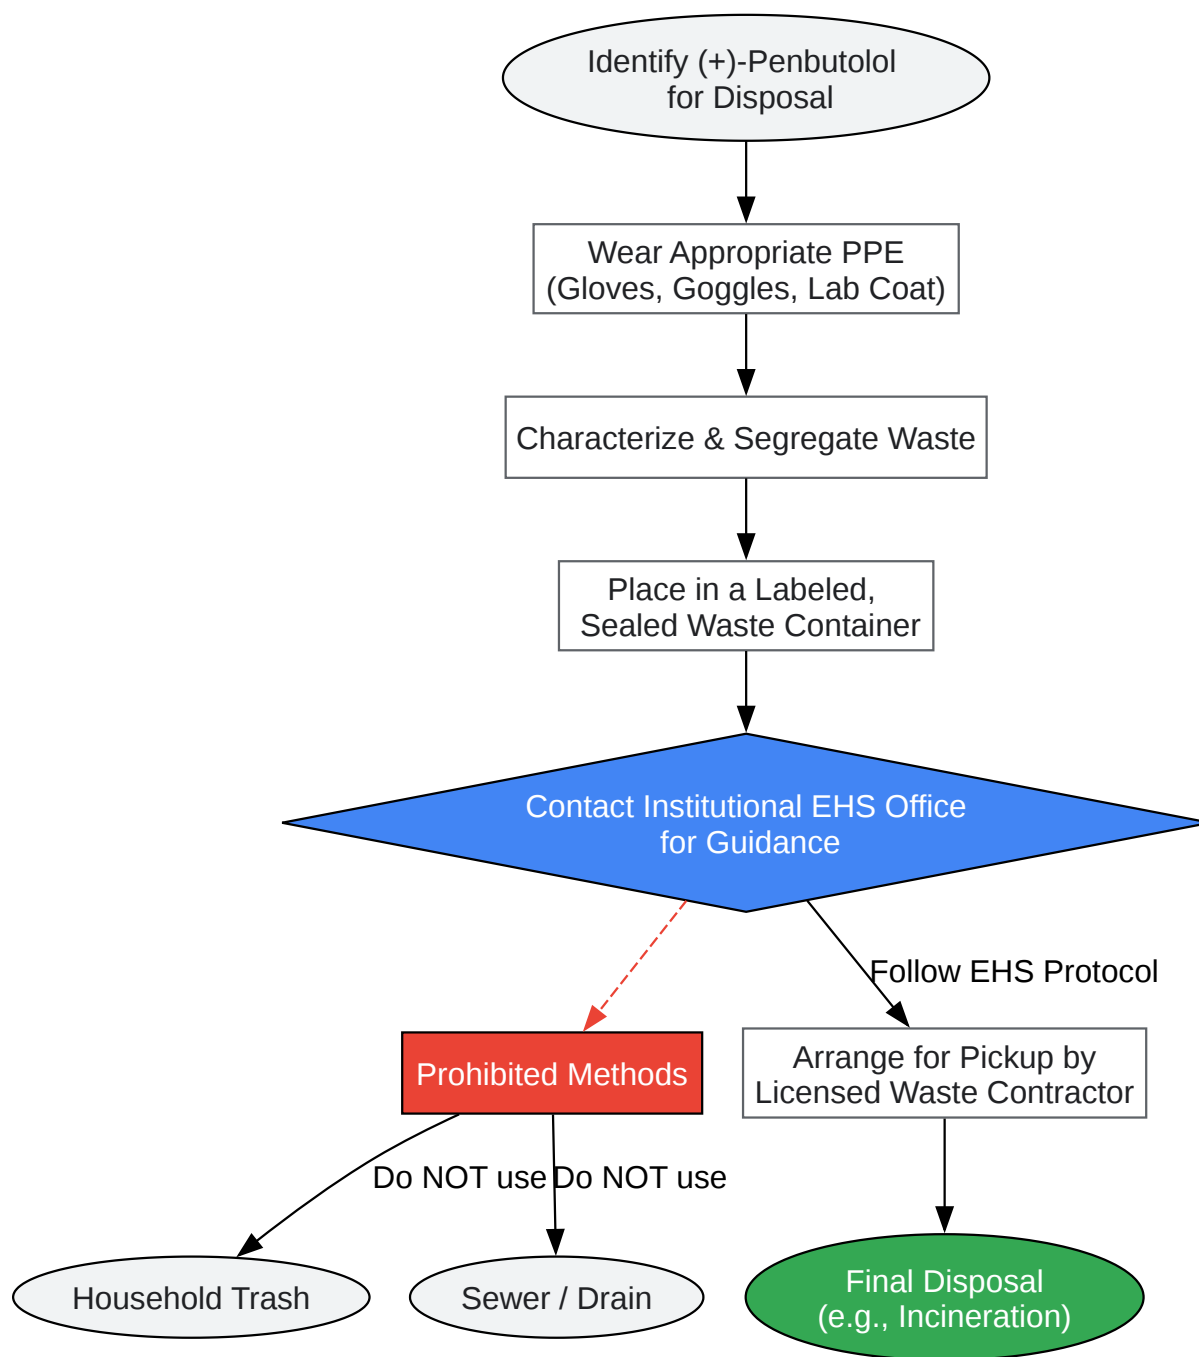 Identify (+)-Penbutolol
for Disposal
Wear Appropriate PPE
(Gloves, Goggles, Lab Coat)
Characterize & Segregate Waste
Place in a Labeled,
Sealed Waste Container
Contact Institutional EHS Office
for Guidance
Follow EHS Protocol
Prohibited Methods
Arrange for Pickup by
Licensed Waste Contractor
Do NOT use
Do NOT use
Household Trash
Sewer / Drain
Final Disposal
(e.g., Incineration)